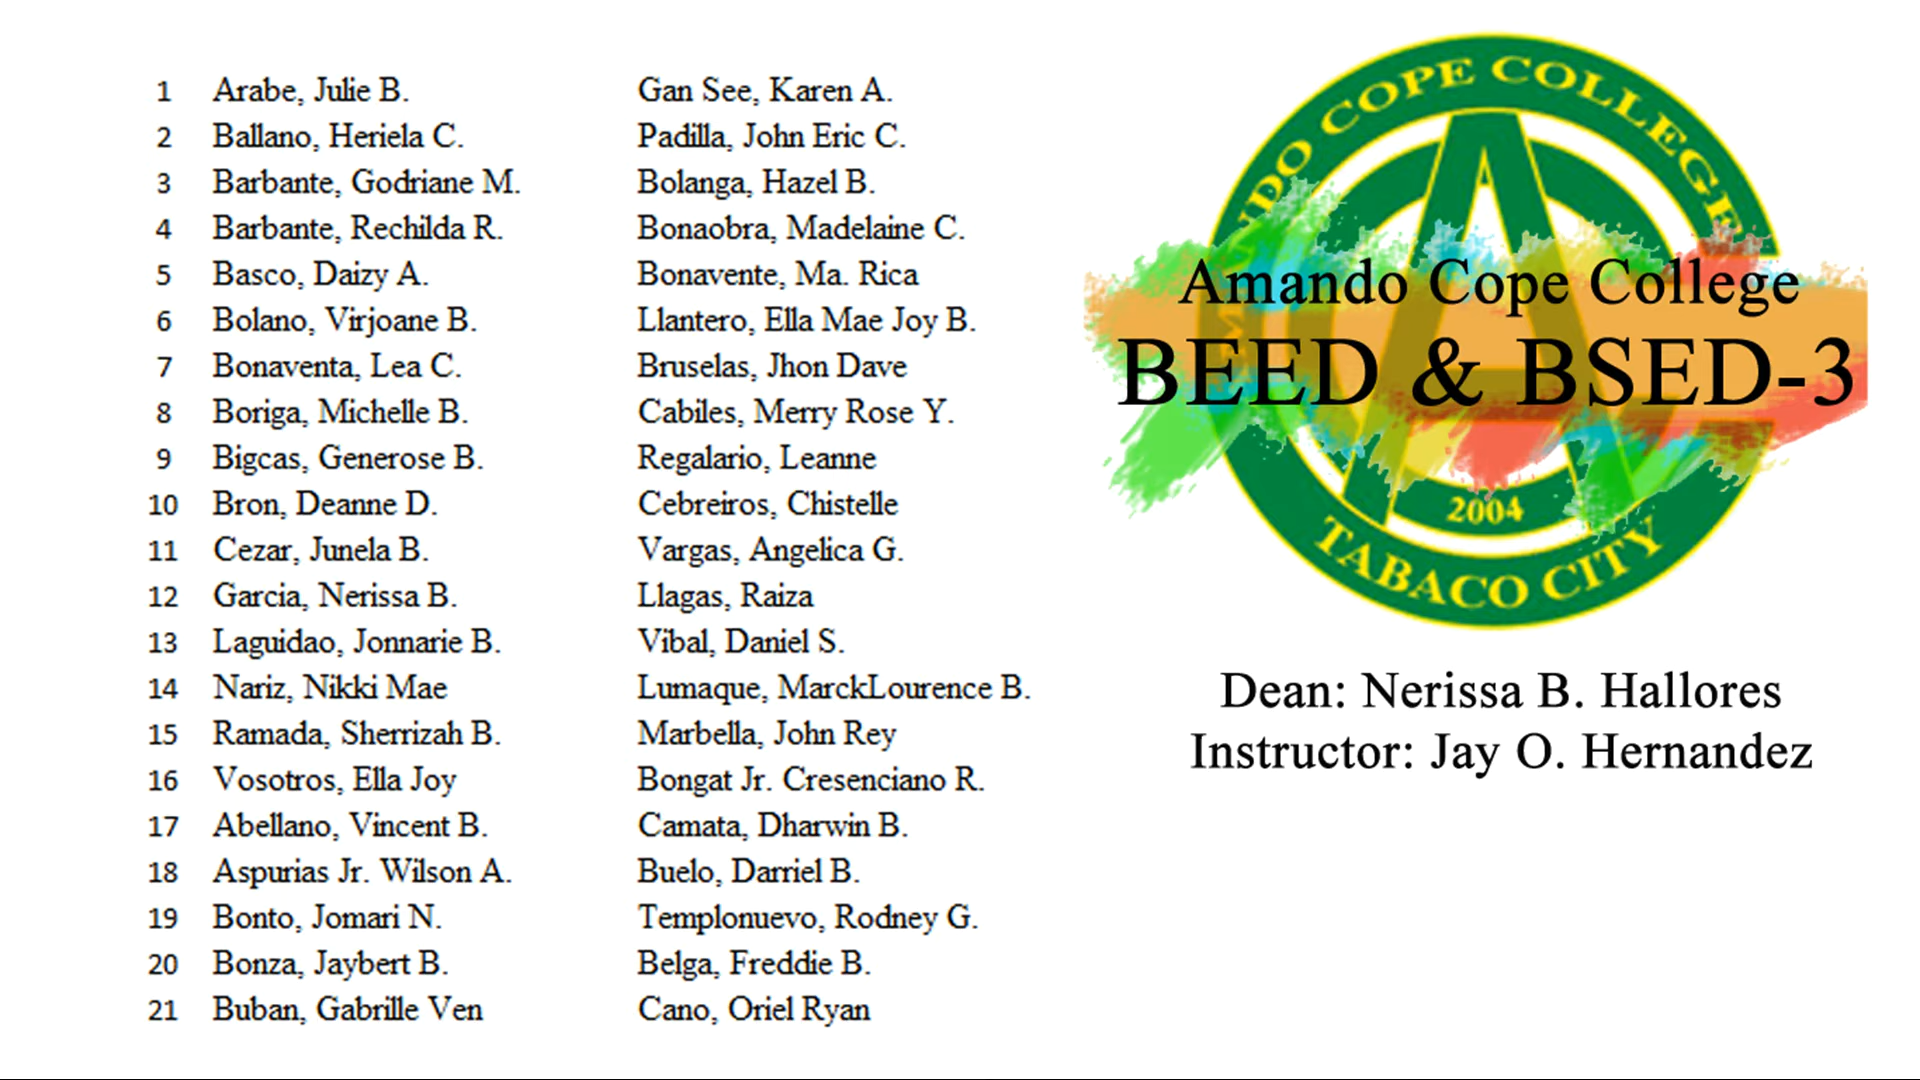 1 Arabe, Julie B. Gan See, Karen A.
2 Ballano, Heriela C. Padilla, John Eric C.
3 Barbante, Godriane M. Bolanga, Hazel B.
4 Barbante, Rechilda R. Bonaobra, Madelaine C.
5 Basco, Daizy A. Bonavente, Ma. Rica
6 Bolano, Virjoane B. Llantero, Ella Mae Joy B.
7 Bonaventa, Lea C. Bruselas, Jhon Dave
8 Boriga, Michelle B. Cabiles, Merry Rose Y.
9 Bigcas, Generose B. Regalario, Leanne
10 Bron, Deanne D. Cebreiros, Chistelle
11 Cezar, Junela B. Vargas, Angelica G.
12 Garcia, Nerissa B. Llagas, Raiza
13 Laguidao, Jonnarie B. Vibal, Daniel S.
14 Nariz, Nikki Mae Lumaque, MarckLourence B.
15 Ramada, Sherrizah B. Marbella, John Rey
16 Vosotros, Ella Joy Bongat Jr. Cresenciano R.
17 Abellano, Vincent B. Camata, Dharwin B.
18 Aspurias Jr. Wilson A. Buelo, Darriel B.
19 Bonto, Jomari N. Templonuevo, Rodney G.
20 Bonza, Jaybert B. Belga, Freddie B.
21 Buban, Gabrille Ven Cano, Oriel Ryan
COPE COLLEGE
Amando Cope College
BEED & BSED-3
2004
TABACO CITY
Dean: Nerissa B. Hallores
Instructor: Jay O. Hernandez